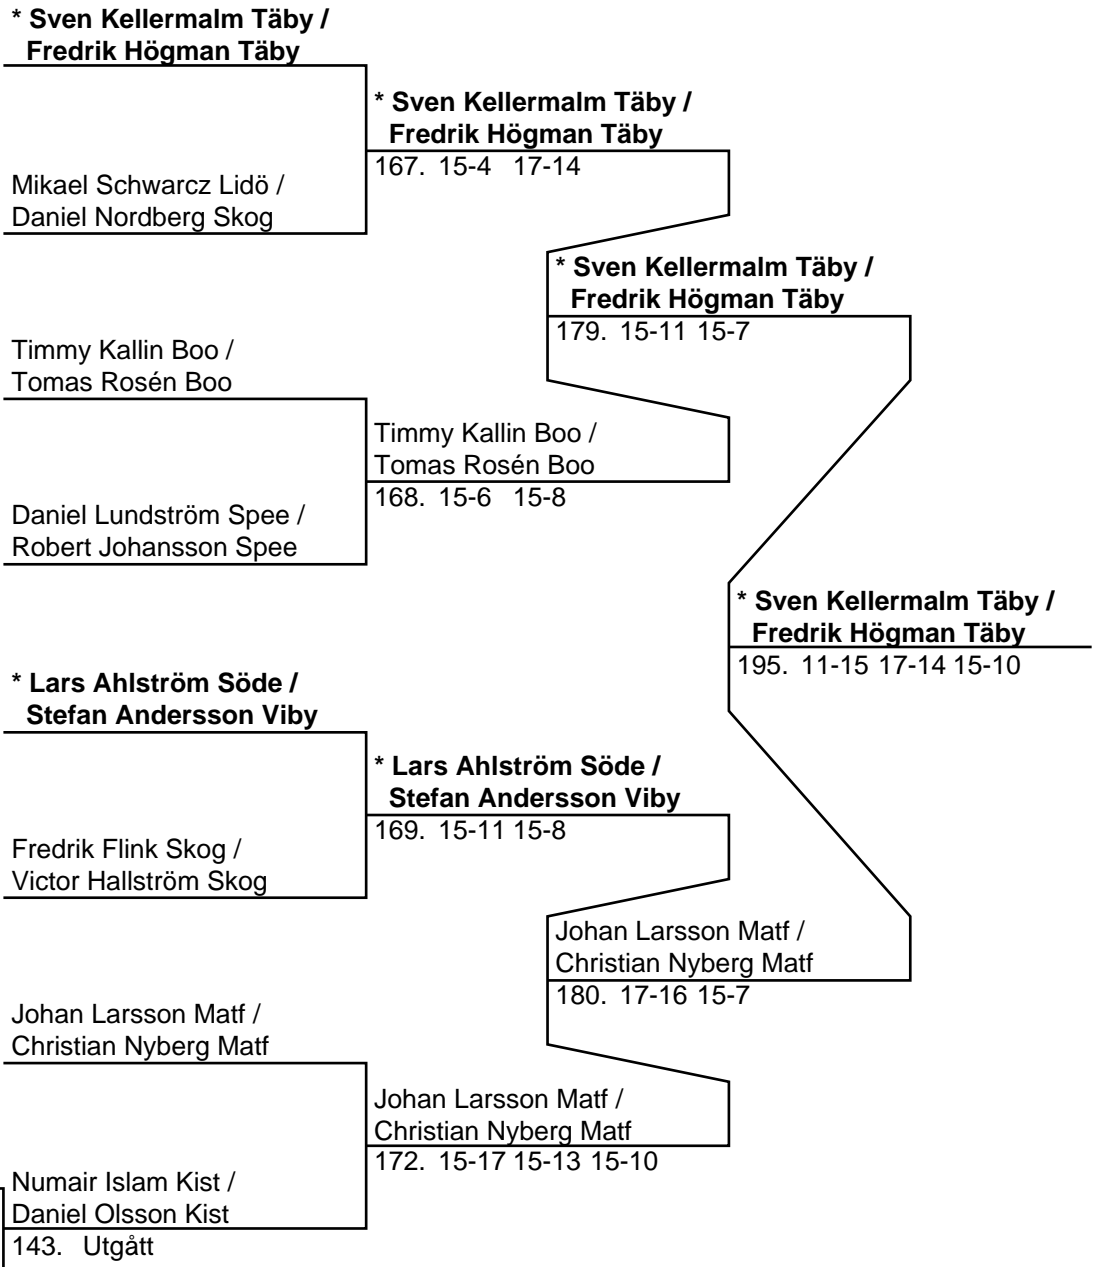 * Sven Kellermalm Täby /
Fredrik Högman Täby
* Sven Kellermalm Täby /
Fredrik Högman Täby
167. 15-4 17-14
Mikael Schwarcz Lidö /
Daniel Nordberg Skog
* Sven Kellermalm Täby /
Fredrik Högman Täby
179. 15-11 15-7
Timmy Kallin Boo /
Tomas Rosén Boo
Timmy Kallin Boo /
Tomas Rosén Boo
168. 15-6 15-8
Daniel Lundström Spee /
Robert Johansson Spee
* Sven Kellermalm Täby /
Fredrik Högman Täby
195. 11-15 17-14 15-10
* Lars Ahlström Söde /
Stefan Andersson Viby
* Lars Ahlström Söde /
Stefan Andersson Viby
169. 15-11 15-8
Fredrik Flink Skog /
Victor Hallström Skog
Johan Larsson Matf /
Christian Nyberg Matf
180. 17-16 15-7
Johan Larsson Matf /
Christian Nyberg Matf
Johan Larsson Matf /
Christian Nyberg Matf
172. 15-17 15-13 15-10
Numair Islam Kist /
Daniel Olsson Kist
143. Utgått